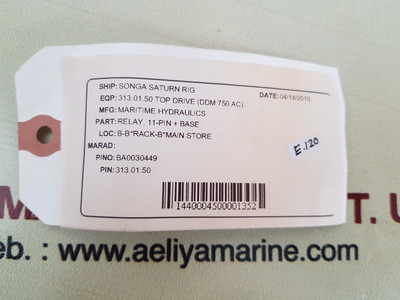 SHIP: SONGA SATURN RIG
DATE: 04/14/2010
EQP: 313.01.50 TOP DRIVE (DDM 750 AC)
MFG: MARITIME HYDRAULICS
PART: RELAY, 11-PIN + BASE
LOC: B-B*RACK-B*MAIN STORE
MARAD:
P/NO: BA0030449
PIN: 313.01.50
E.120
1440004500001352
T. U
eb. : www.aeliyamarine.com